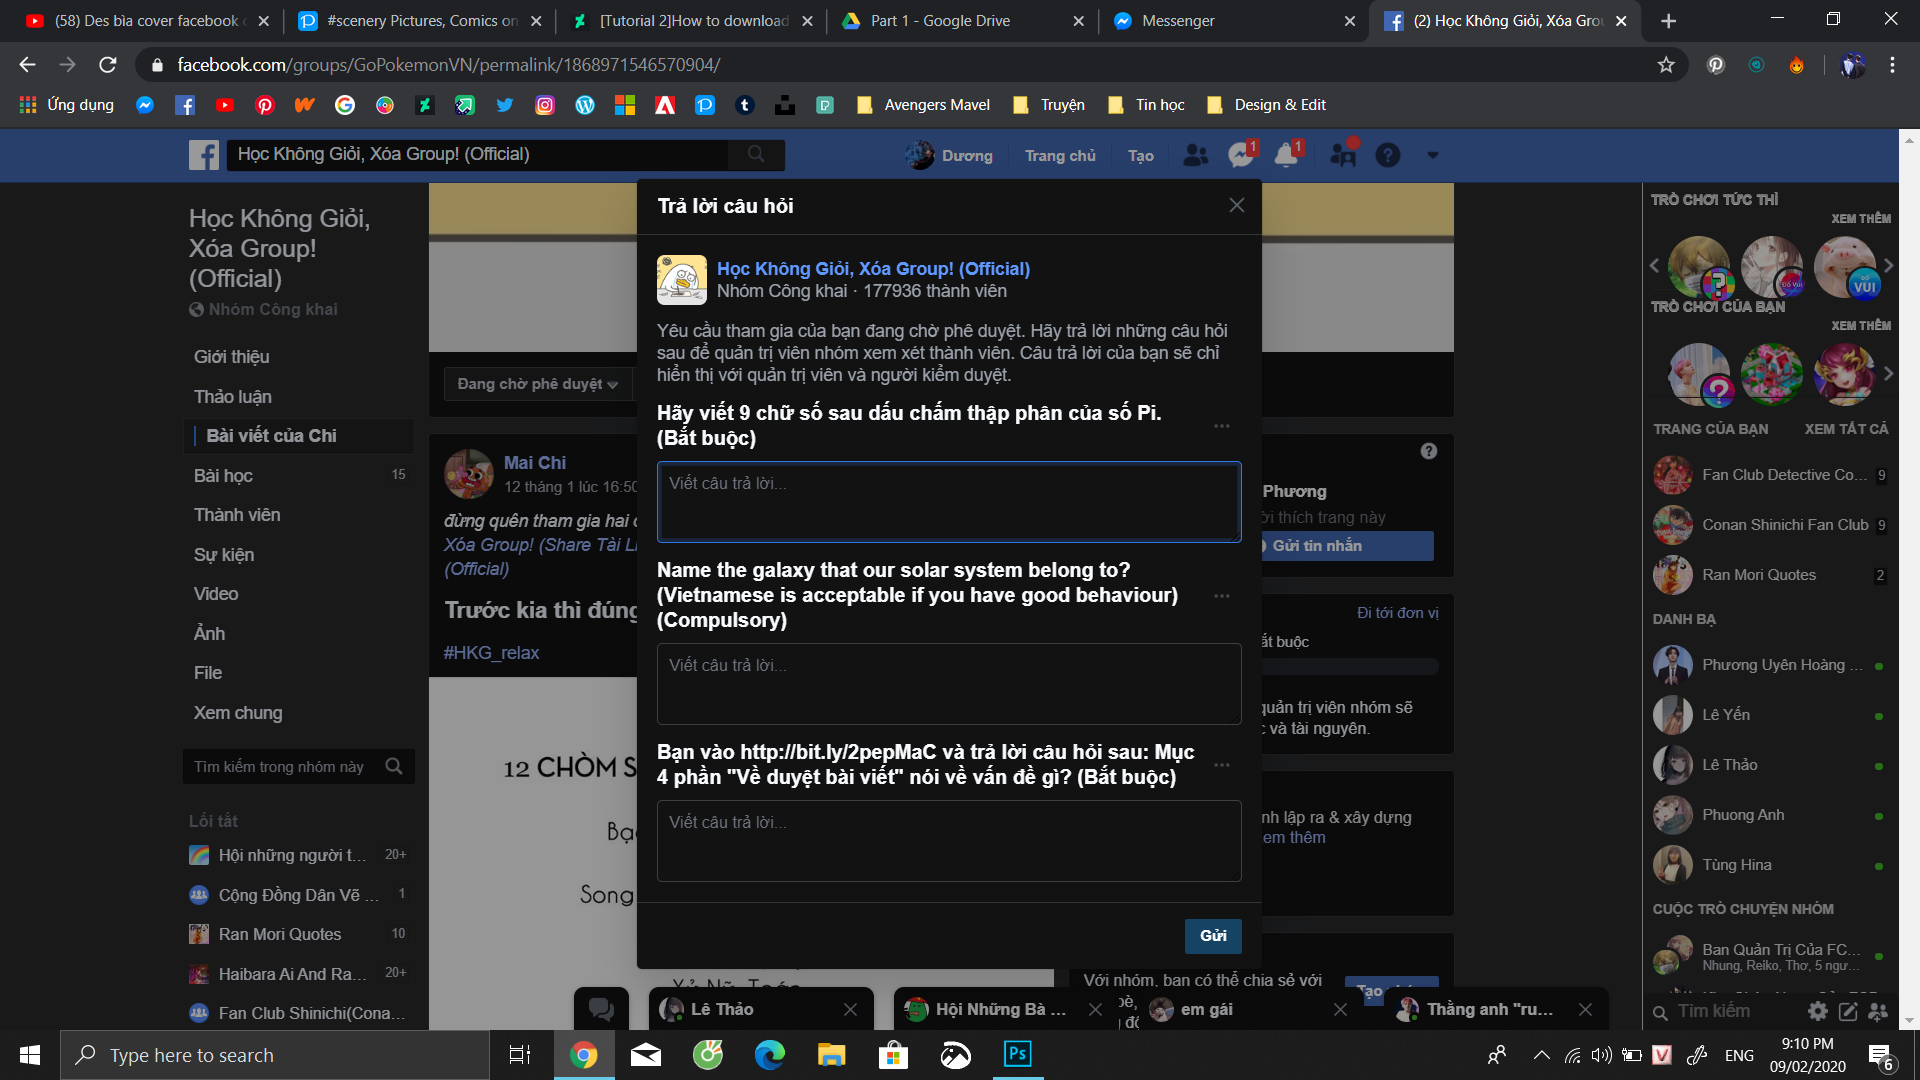 (58) Des bìa cover facebook
#scenery Pictures, Comics on
[Tutorial 2]How to download
Part 1 - Google Drive
Messenger
(2) Học Không Giỏi, Xóa Gro
facebook.com/groups/GoPokemonVN/permalink/1868971546570904/
Ứng dụng
Avengers Mavel
Truyện
Tin học
Design & Edit
Học Không Giỏi, Xóa Group! (Official)
Dương
Trang chủ
Tạo
1
1
Học Không Giỏi,
Xóa Group!
(Official)
Nhóm Công khai
Giới thiệu
Thảo luận
Bài viết của Chi
Bài học 15
Thành viên
Sự kiện
Video
Ảnh
File
Xem chung
Tìm kiếm trong nhóm này
Lối tắt
Hội những người t... 20+
Cộng Đồng Dân Vẽ ... 1
Ran Mori Quotes 10
Haibara Ai And Ra... 20+
Fan Club Shinichi(Cona...
Đang chờ phê duyệt
Mai Chi
12 tháng 1 lúc 16:50
đừng quên tham gia hai
Xóa Group! (Share Tài
(Official)
Trước kia thì đúng
#HKG_relax
12 CHÒM
Song
Trả lời câu hỏi
Học Không Giỏi, Xóa Group! (Official)
Nhóm Công khai · 177936 thành viên
Yêu cầu tham gia của bạn đang chờ phê duyệt. Hãy trả lời những câu hỏi
sau để quản trị viên nhóm xem xét thành viên. Câu trả lời của bạn sẽ chỉ
hiển thị với quản trị viên và người kiểm duyệt.
Hãy viết 9 chữ số sau dấu chấm thập phân của số Pi.
(Bắt buộc)
Viết câu trả lời...
Name the galaxy that our solar system belong to?
(Vietnamese is acceptable if you have good behaviour)
(Compulsory)
Viết câu trả lời...
Bạn vào http://bit.ly/2pepMaC và trả lời câu hỏi sau: Mục
4 phần "Về duyệt bài viết" nói về vấn đề gì? (Bắt buộc)
Viết câu trả lời...
Gửi
Phương
thích trang này
Gửi tin nhắn
Đi tới đơn vị
buộc
quản trị viên nhóm sẽ
và tài nguyên.
lập ra & xây dựng
Với nhóm, bạn có thể chia sẻ với
Tạo
TRÒ CHƠI TỨC THÌ
XEM THÊM
TRÒ CHƠI CỦA BẠN
XEM THÊM
TRANG CỦA BẠN XEM TẤT CẢ
Fan Club Detective Co... 9
Conan Shinichi Fan Club 9
Ran Mori Quotes 2
DANH BẠ
Phương Uyên Hoàng ...
Lê Yến
Lê Thảo
Phuong Anh
Tùng Hina
CUỘC TRÒ CHUYỆN NHÓM
Ban Quản Trị Của FC...
Nhung, Reiko, Thơ, 5 ngư...
Tìm kiếm
Lê Thảo
Hội Những Bà ...
em gái
Thằng anh "ru...
Type here to search
ENG
9:10 PM
09/02/2020
6